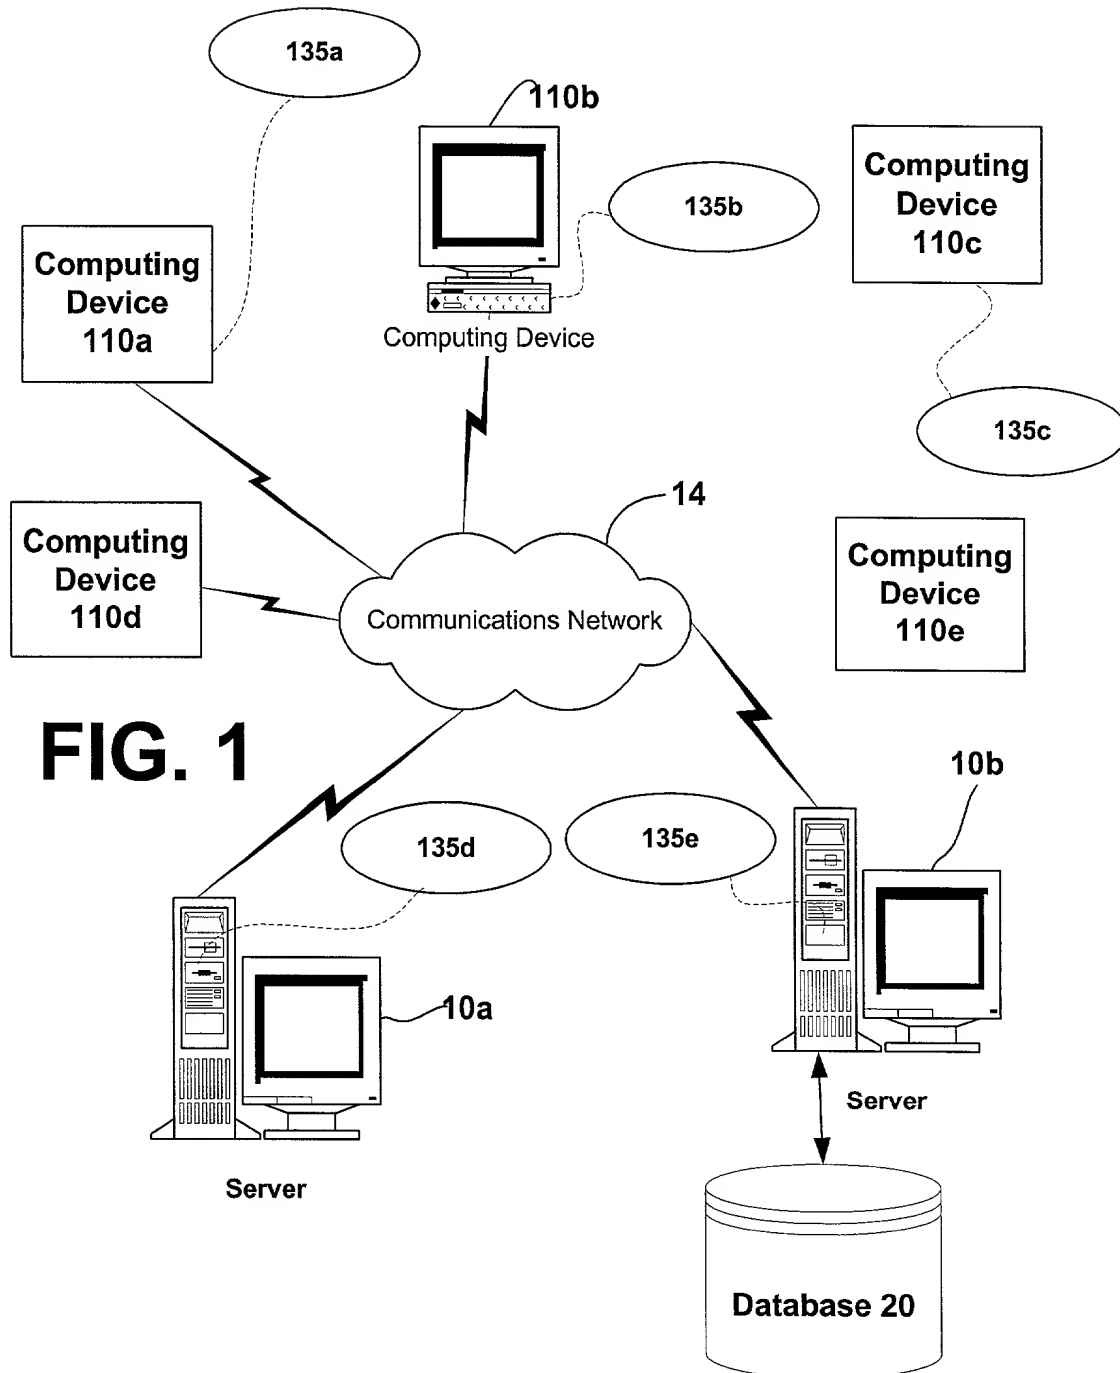 135a
110b
Computing
Device
110c
135b
Computing
Device
110a
Computing Device
135c
14
Computing
Device
110d
Computing
Device
110e
Communications Network
FIG. 1
10b
135d
135e
10a
Server
Server
Database 20